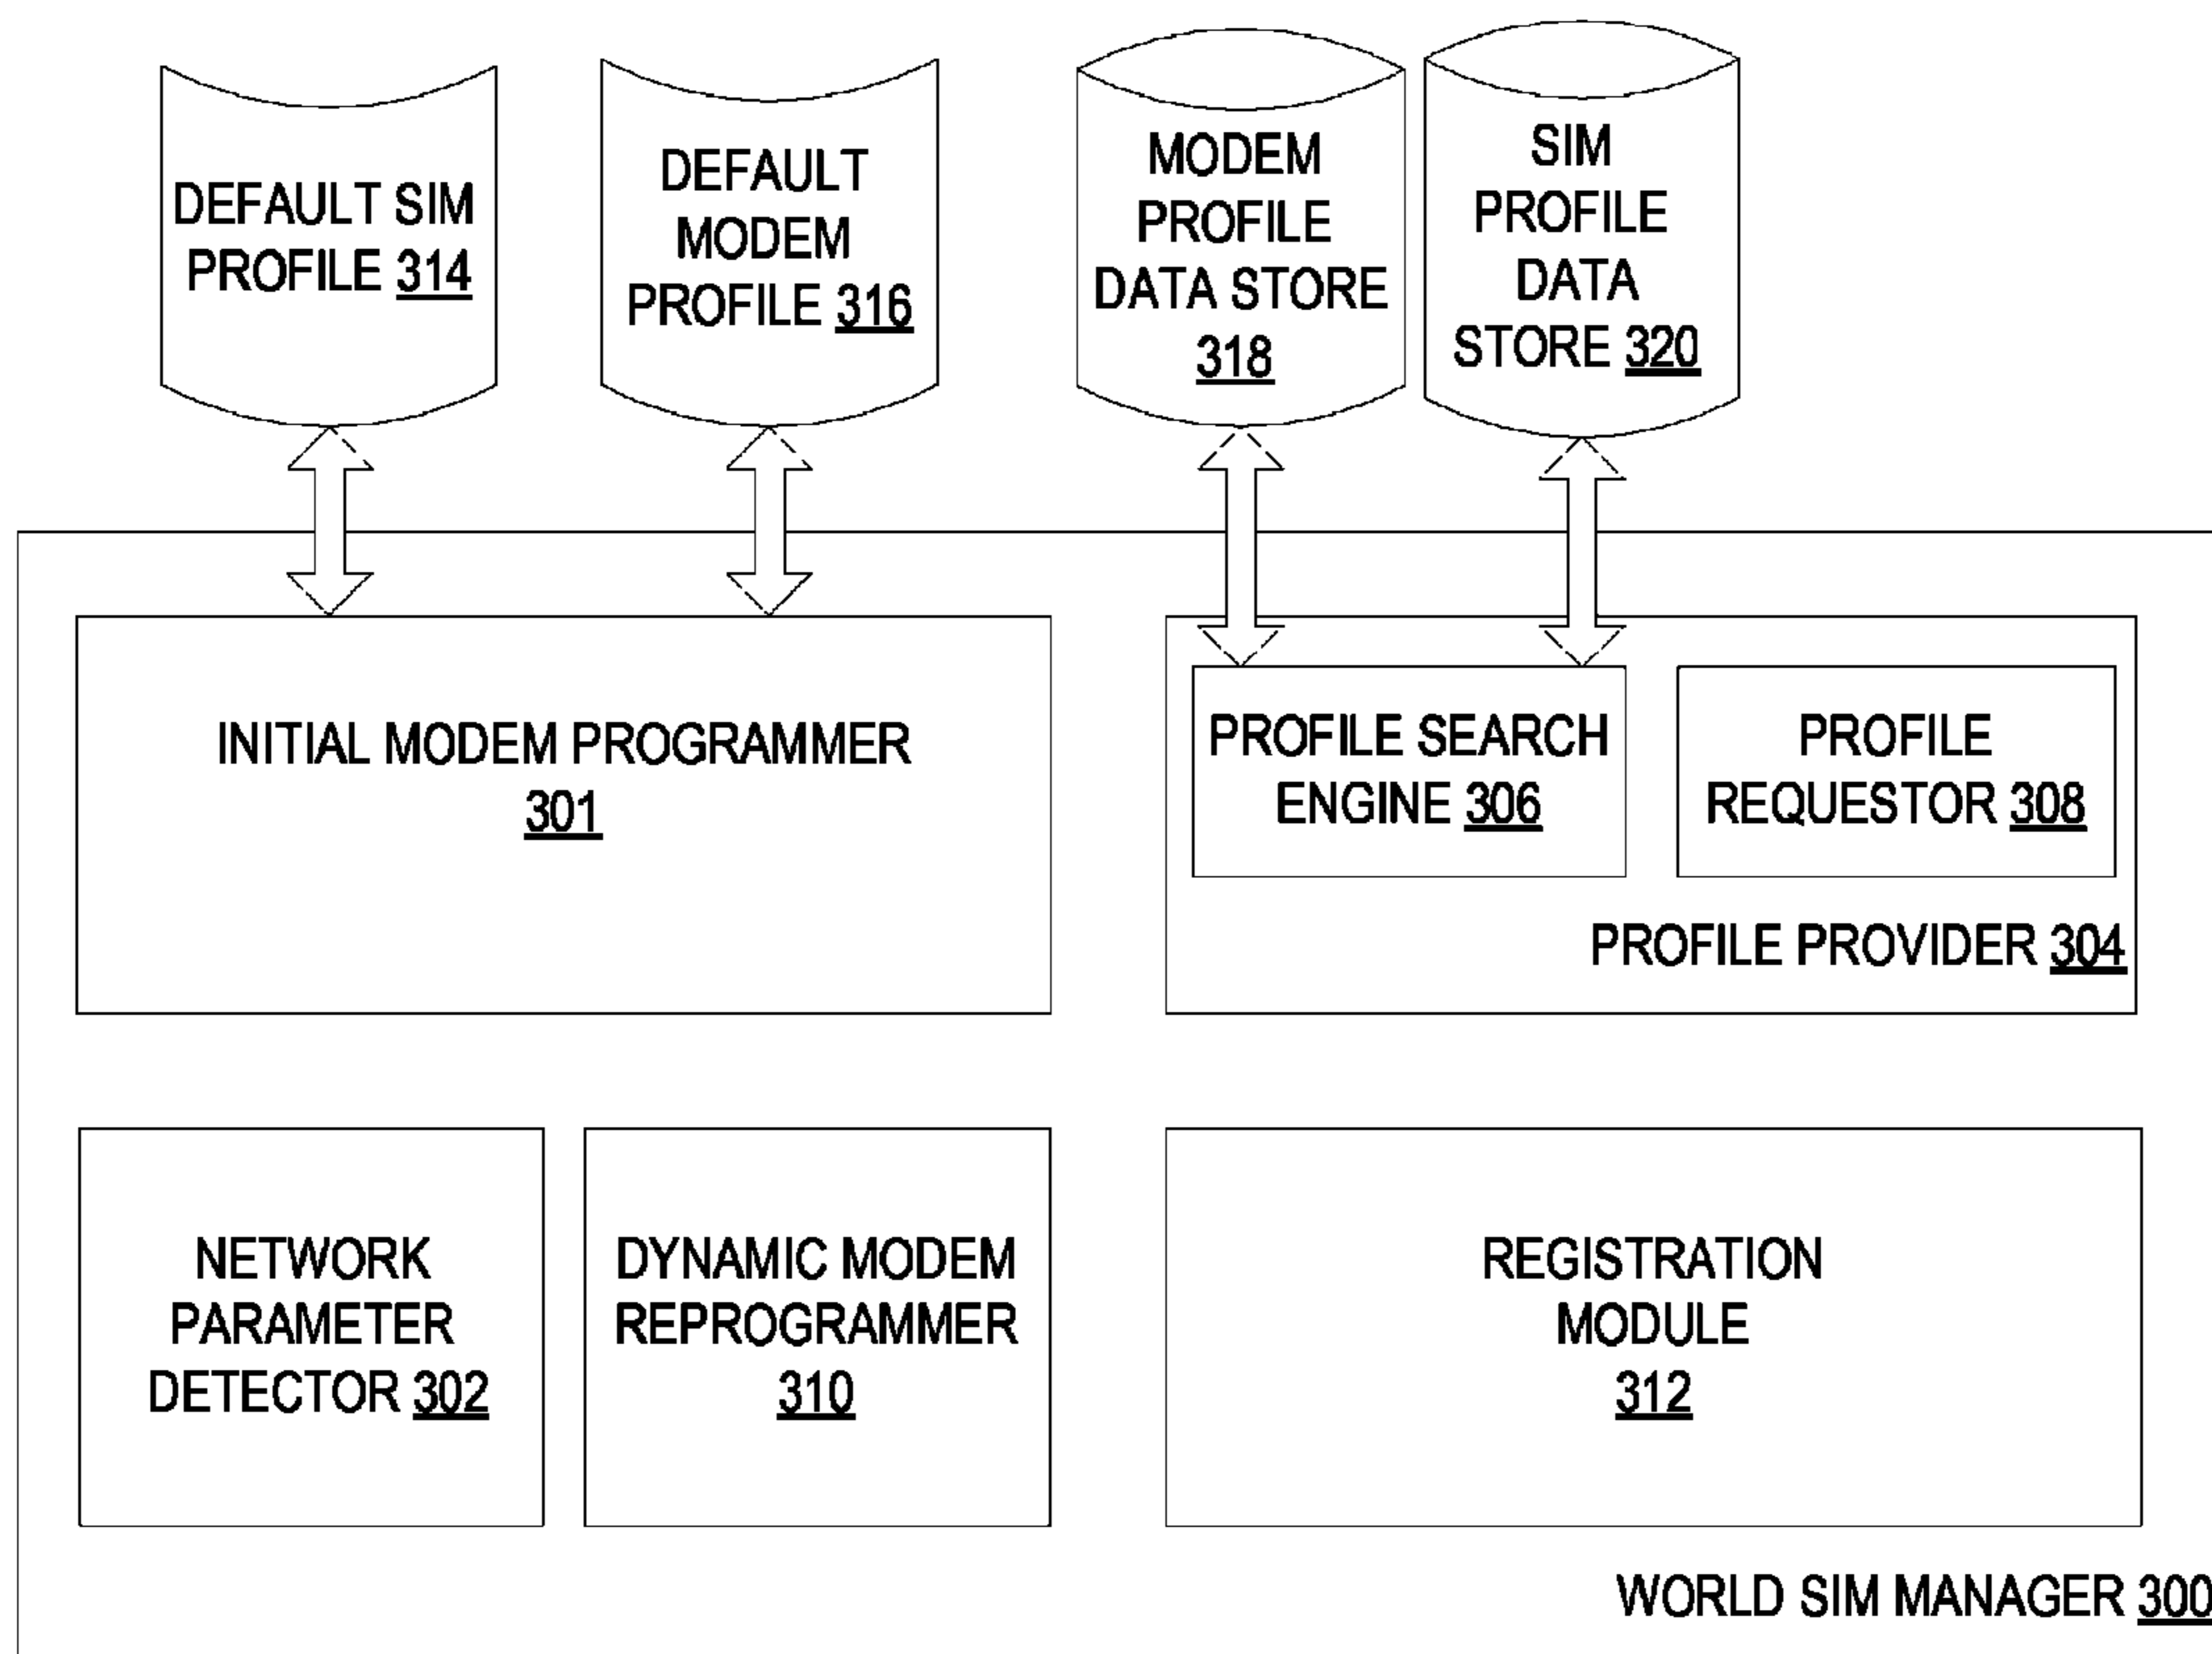 DEFAULT SIM
PROFILE 314
DEFAULT
MODEM
PROFILE 316
MODEM
PROFILE
DATA STORE
318
SIM
PROFILE
DATA
STORE 320
INITIAL MODEM PROGRAMMER
301
PROFILE SEARCH
ENGINE 306
PROFILE
REQUESTOR 308
PROFILE PROVIDER 304
NETWORK
PARAMETER
DETECTOR 302
DYNAMIC MODEM
REPROGRAMMER
310
REGISTRATION
MODULE
312
WORLD SIM MANAGER 300